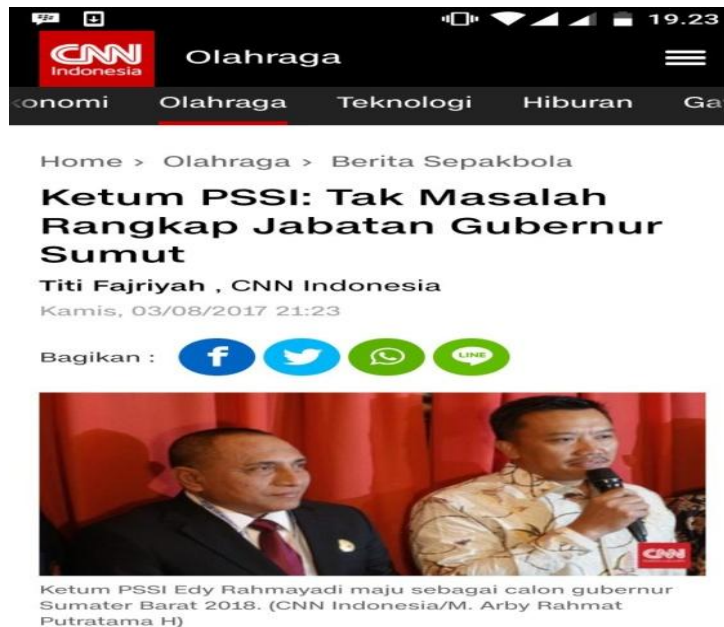 19.23
CNN
Indonesia
Olahraga
konomi Olahraga Teknologi Hiburan Ga
Home > Olahraga > Berita Sepakbola
Ketum PSSI: Tak Masalah
Rangkap Jabatan Gubernur
Sumut
Titi Fajriyah , CNN Indonesia
Kamis, 03/08/2017 21:23
Bagikan :
LINE
CNN
Ketum PSSI Edy Rahmayadi maju sebagai calon gubernur
Sumater Barat 2018. (CNN Indonesia/M. Arby Rahmat
Putratama H)